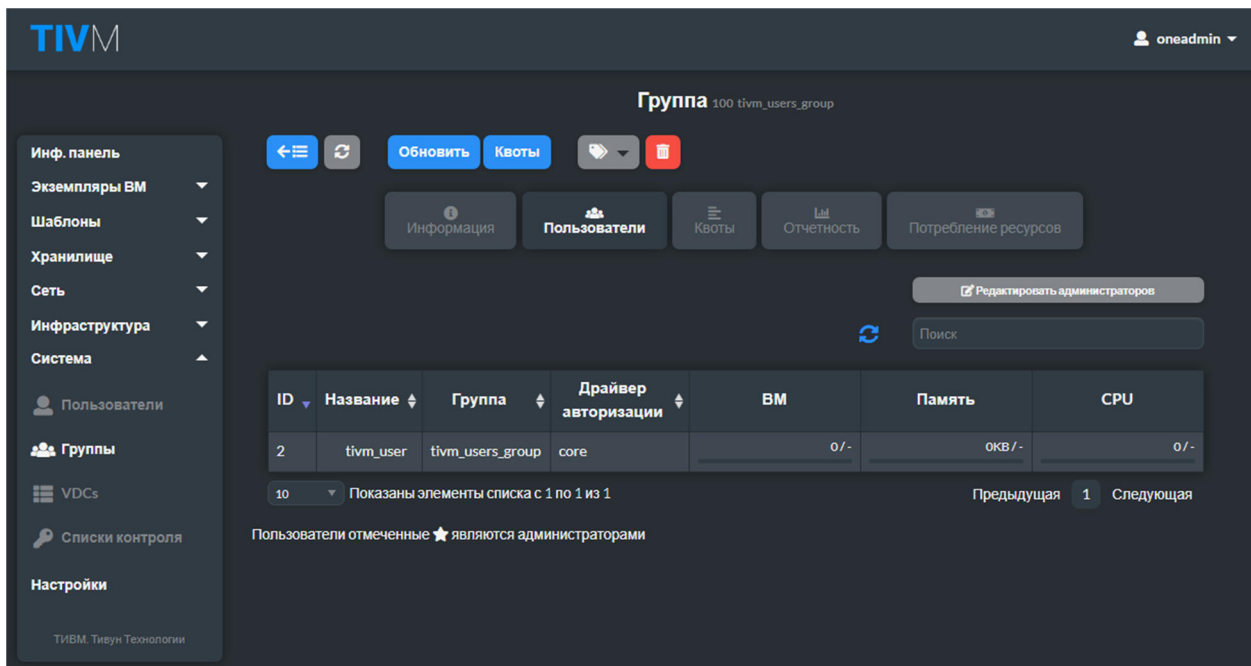 TIVM
oneadmin
Группа 100 tivm_users_group
Инф. панель
Экземпляры ВМ
Шаблоны
Хранилище
Сеть
Инфраструктура
Система
Пользователи
Группы
VDCs
Списки контроля
Настройки
ТИВМ. Тивун Технологии
Обновить Квоты
Информация Пользователи Квоты Отчетность Потребление ресурсов
Редактировать администраторов
Поиск
ID Название Группа Драйвер авторизации ВМ Память CPU
2 tivm_user tivm_users_group core 0 / - 0KB / - 0 / -
10 Показаны элементы списка с 1 по 1 из 1 Предыдущая 1 Следующая
Пользователи отмеченные являются администраторами